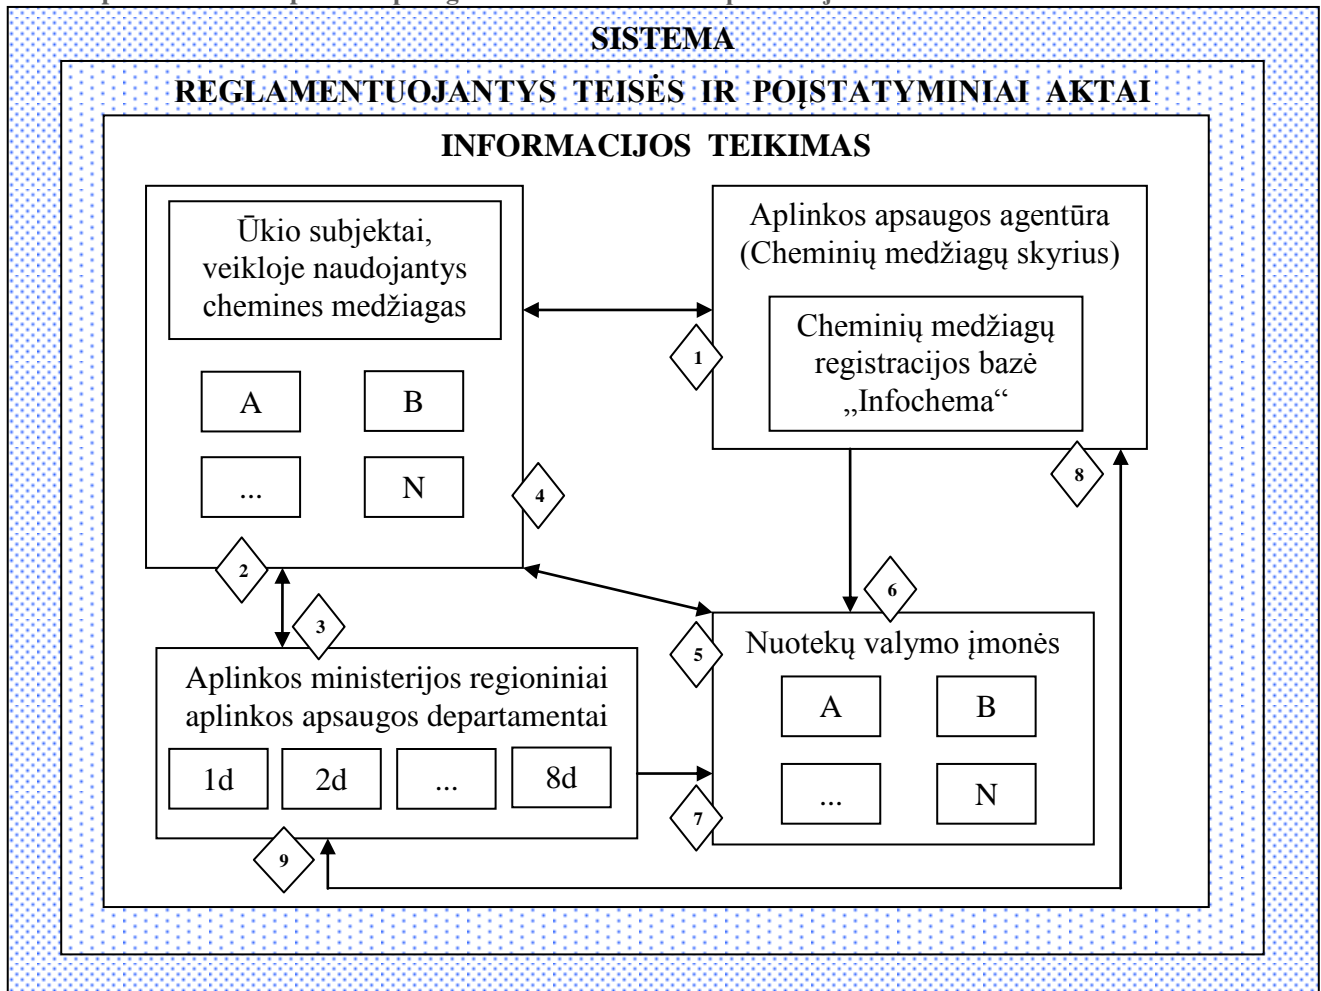 SISTEMA
REGLAMENTUOJANTYS TEISĖS IR POĮSTATYMINIAI AKTAI
INFORMACIJOS TEIKIMAS
Ūkio subjektai,
veikloje naudojantys
chemines medžiagas
A
B
...
N
Aplinkos apsaugos agentūra
(Cheminių medžiagų skyrius)
Cheminių medžiagų
registracijos bazė
„Infochema“
1
4
8
2
3
6
5
Aplinkos ministerijos regioniniai
aplinkos apsaugos departamentai
1d
2d
...
8d
Nuotekų valymo įmonės
A
B
...
N
7
9